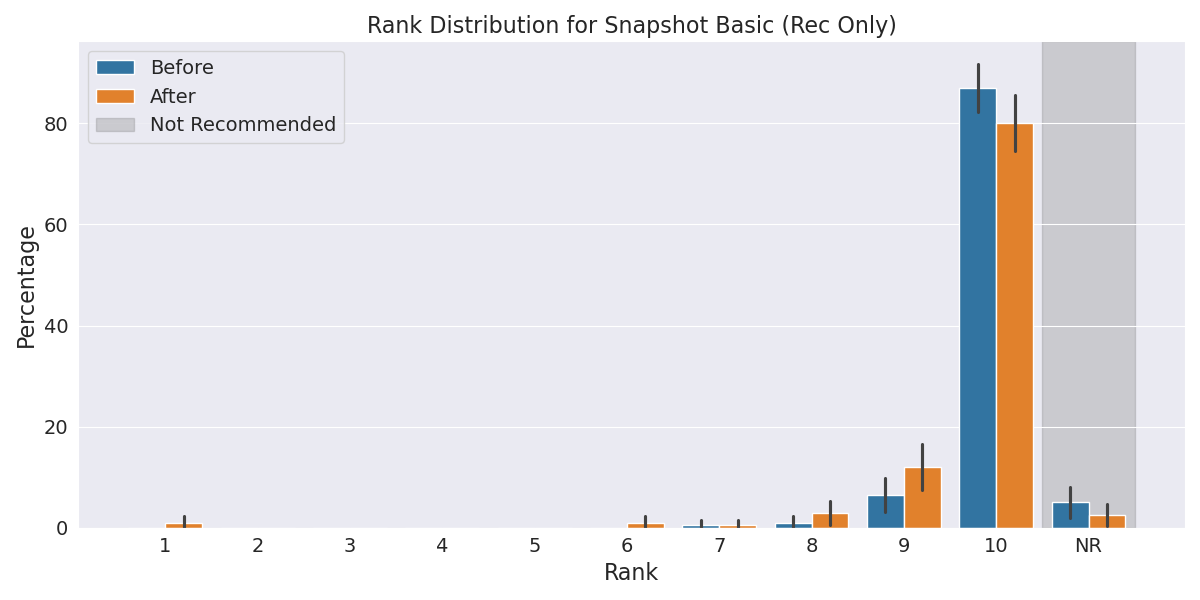 Rank Distribution for Snapshot Basic (Rec Only)
Before
After
Not Recommended
Percentage
80
60
40
20
0
1 2 3 4 5 6 7 8 9 10 NR
Rank